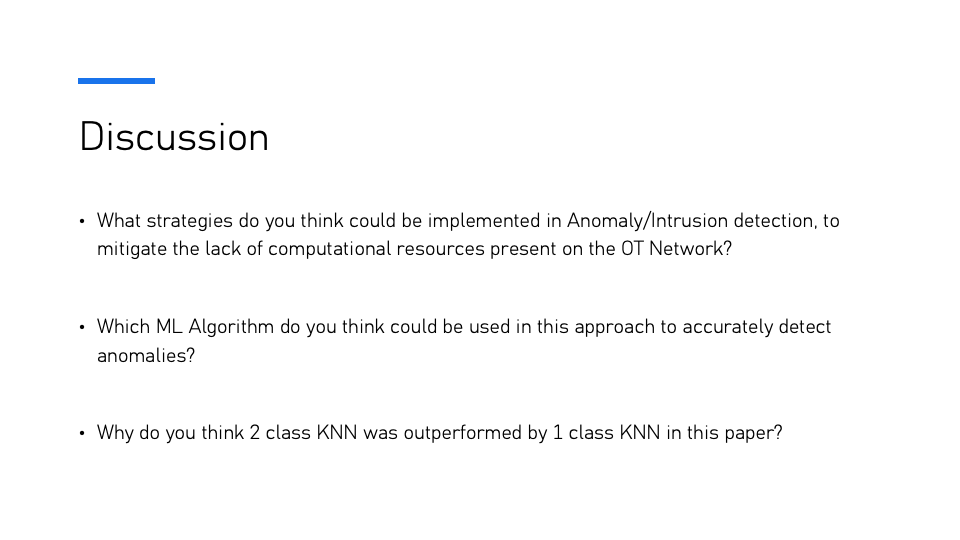 Discussion
• What strategies do you think could be implemented in Anomaly/Intrusion detection, to
mitigate the lack of computational resources present on the OT Network?
• Which ML Algorithm do you think could be used in this approach to accurately detect
anomalies?
• Why do you think 2 class KNN was outperformed by 1 class KNN in this paper?